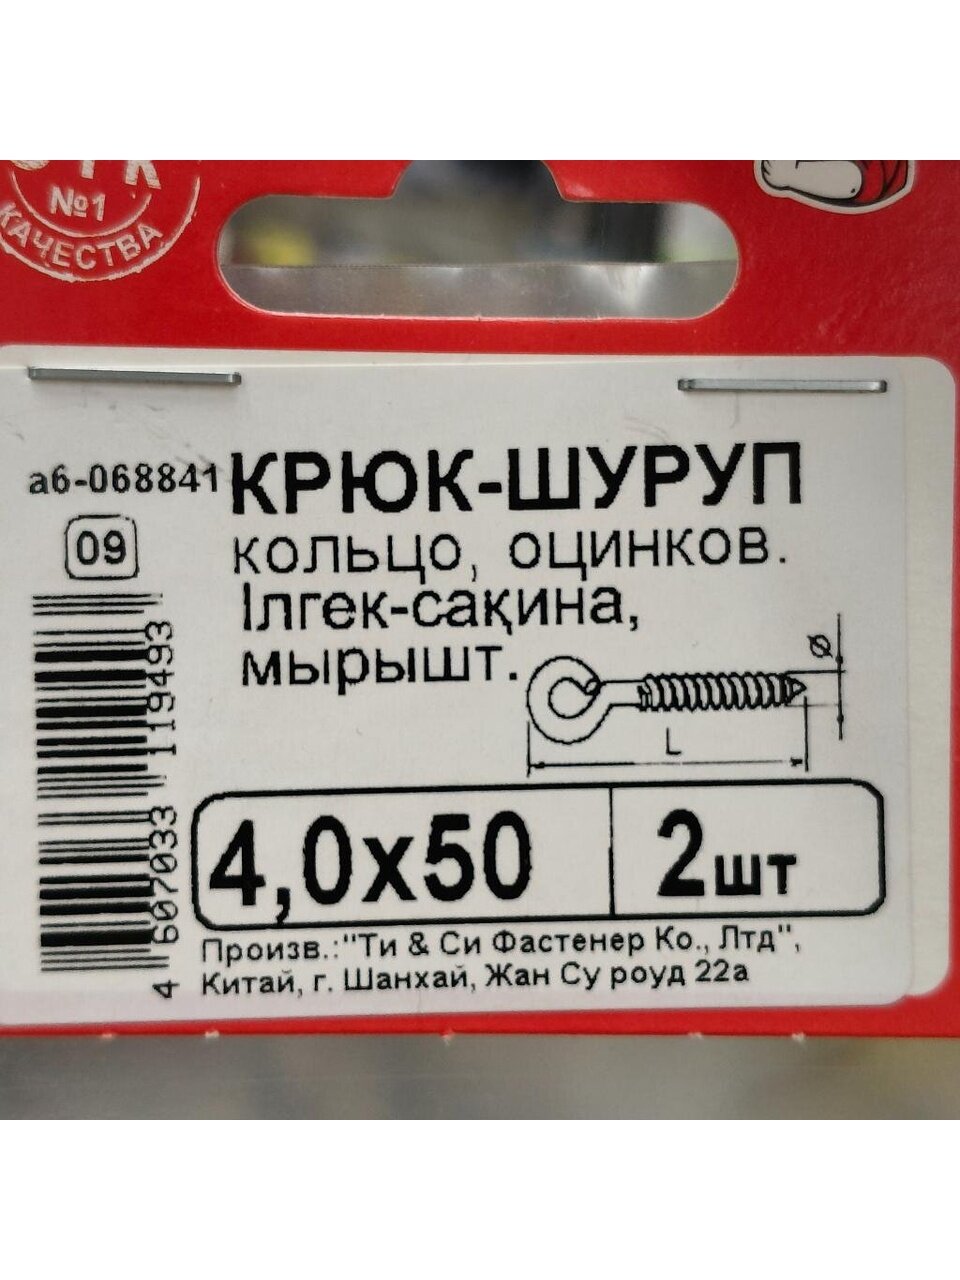 №1
КАЧЕСТВА
а6-068841
КРЮК-ШУРУП
09
кольцо, оцинков.
Ілгек-сақина,
мырышт.
Ø
L
4,0х50
2шт
4 607033 119493
Произв.:"Ти & Си Фастенер Ко., Лтд",
Китай, г. Шанхай, Жан Су роуд 22а